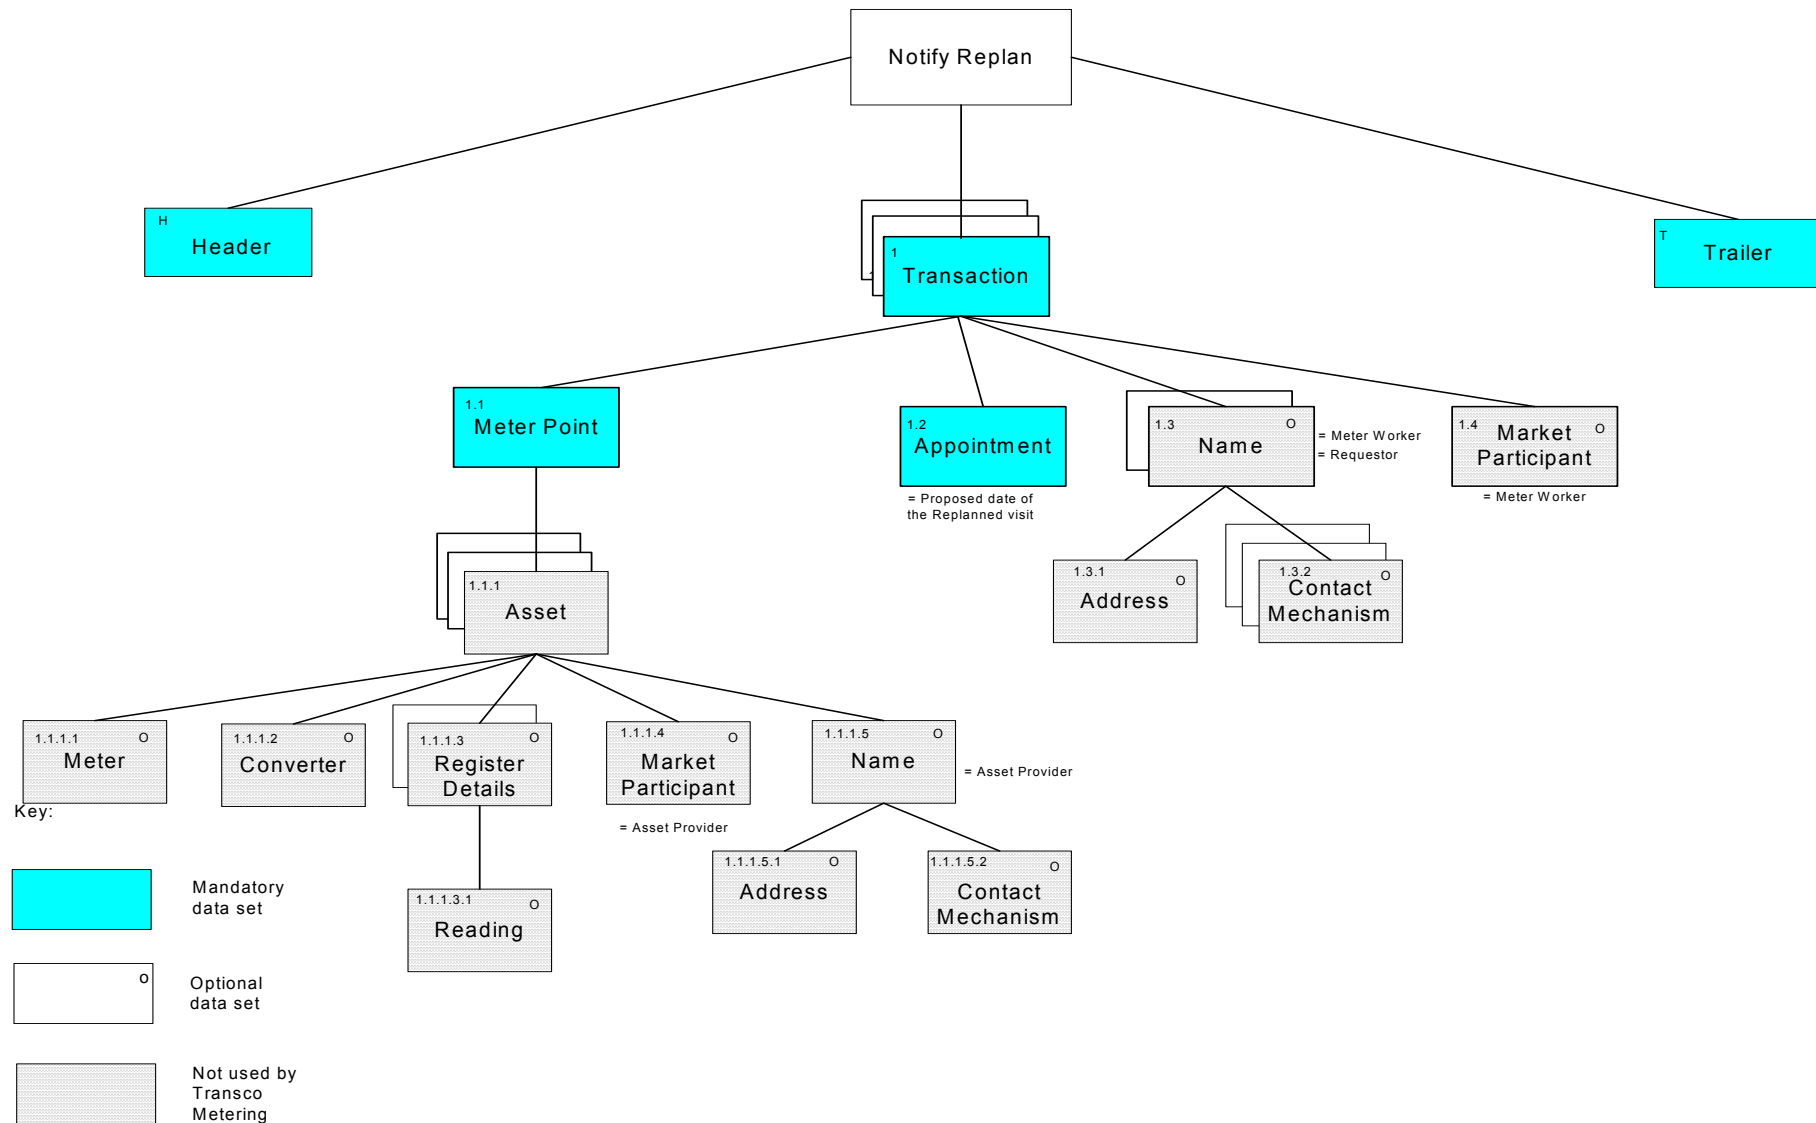 Notify Replan
H
Header
T
Trailer
1
Transaction
1.1
Meter Point
1.2
Appointment
= Proposed date of
the Replanned visit
1.3
O
Name
= Meter Worker
= Requestor
1.4
O
Market
Participant
= Meter Worker
1.1.1
Asset
1.3.1
O
Address
1.3.2
O
Contact
Mechanism
1.1.1.1
O
Meter
1.1.1.2
O
Converter
1.1.1.3
O
Register
Details
1.1.1.4
O
Market
Participant
= Asset Provider
1.1.1.5
O
Name
= Asset Provider
1.1.1.3.1
O
Reading
1.1.1.5.1
O
Address
1.1.1.5.2
O
Contact
Mechanism
Key:
Mandatory
data set
o
Optional
data set
Not used by
Transco
Metering